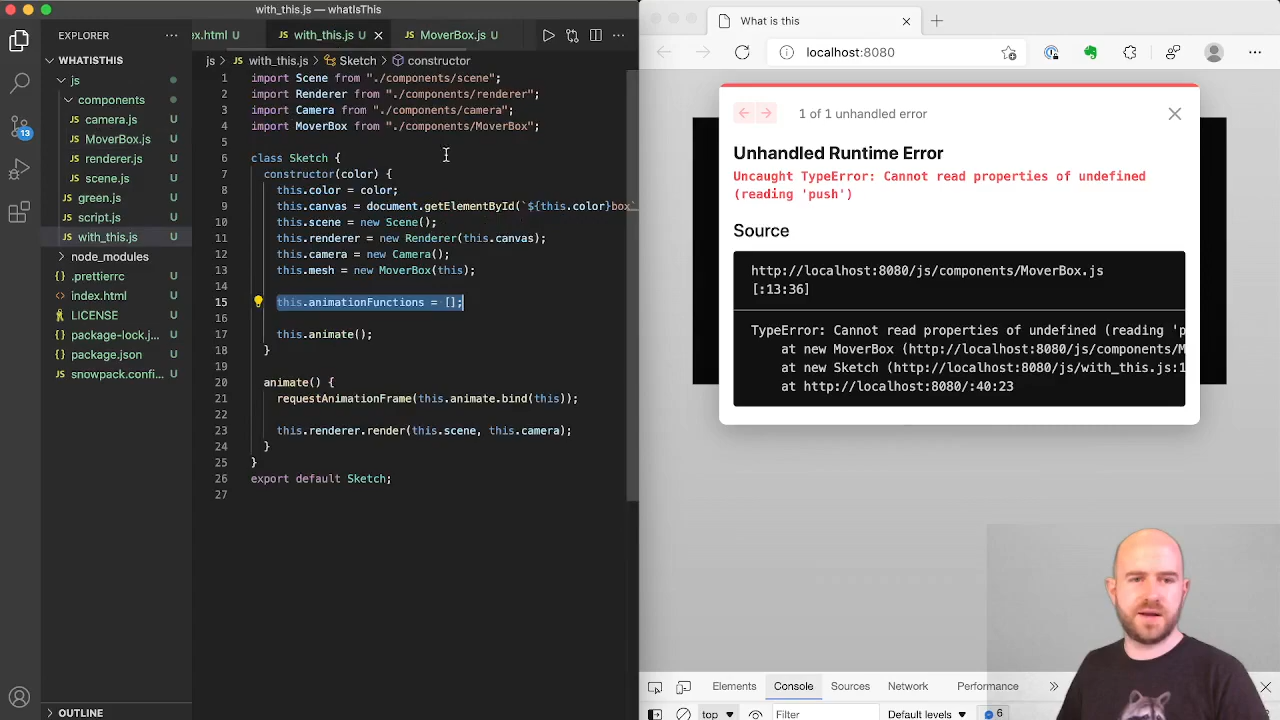 with_this.js — whatIsThis
What is this
localhost:8080
EXPLORER
WHATISTHIS
js
components
camera.js U
MoverBox.js U
renderer.js U
scene.js U
green.js U
script.js U
with_this.js U
node_modules
.prettierrc U
index.html U
LICENSE U
package-lock.j... U
package.json U
snowpack.confi... U
OUTLINE
13
ex.html U
with_this.js U
MoverBox.js U
js > with_this.js > Sketch > constructor
1 import Scene from "./components/scene";
2 import Renderer from "./components/renderer";
3 import Camera from "./components/camera";
4 import MoverBox from "./components/MoverBox";
5
6 class Sketch {
7 constructor(color) {
8 this.color = color;
9 this.canvas = document.getElementById(`${this.color}box`
10 this.scene = new Scene();
11 this.renderer = new Renderer(this.canvas);
12 this.camera = new Camera();
13 this.mesh = new MoverBox(this);
14
15 this.animationFunctions = [];
16
17 this.animate();
18 }
19
20 animate() {
21 requestAnimationFrame(this.animate.bind(this));
22
23 this.renderer.render(this.scene, this.camera);
24 }
25 }
26 export default Sketch;
27
1 of 1 unhandled error
Unhandled Runtime Error
Uncaught TypeError: Cannot read properties of undefined
(reading 'push')
Source
http://localhost:8080/js/components/MoverBox.js
[:13:36]
TypeError: Cannot read properties of undefined (reading 'p
at new MoverBox (http://localhost:8080/js/components/M
at new Sketch (http://localhost:8080/js/with_this.js:1
at http://localhost:8080/:40:23
Elements Console Sources Network Performance
top Filter Default levels 6